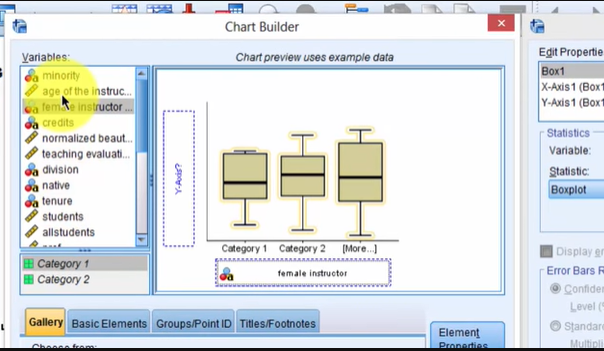 Chart Builder
Variables:
Chart preview uses example data
minority
age of the instruc...
female instructor ...
credits
normalized beaut...
teaching evaluati...
division
native
tenure
students
allstudents
Category 1
Category 2
Y-Axis?
Category 1 Category 2 [More...]
female instructor
Gallery Basic Elements Groups/Point ID Titles/Footnotes
Choose from:
Element
Properties
Edit Propertie
Box1
X-Axis1 (Box1
Y-Axis1 (Box1
Statistics
Variable:
Statistic:
Boxplot
Display er
Error Bars R
Confiden
Level (
Standar
Multipli